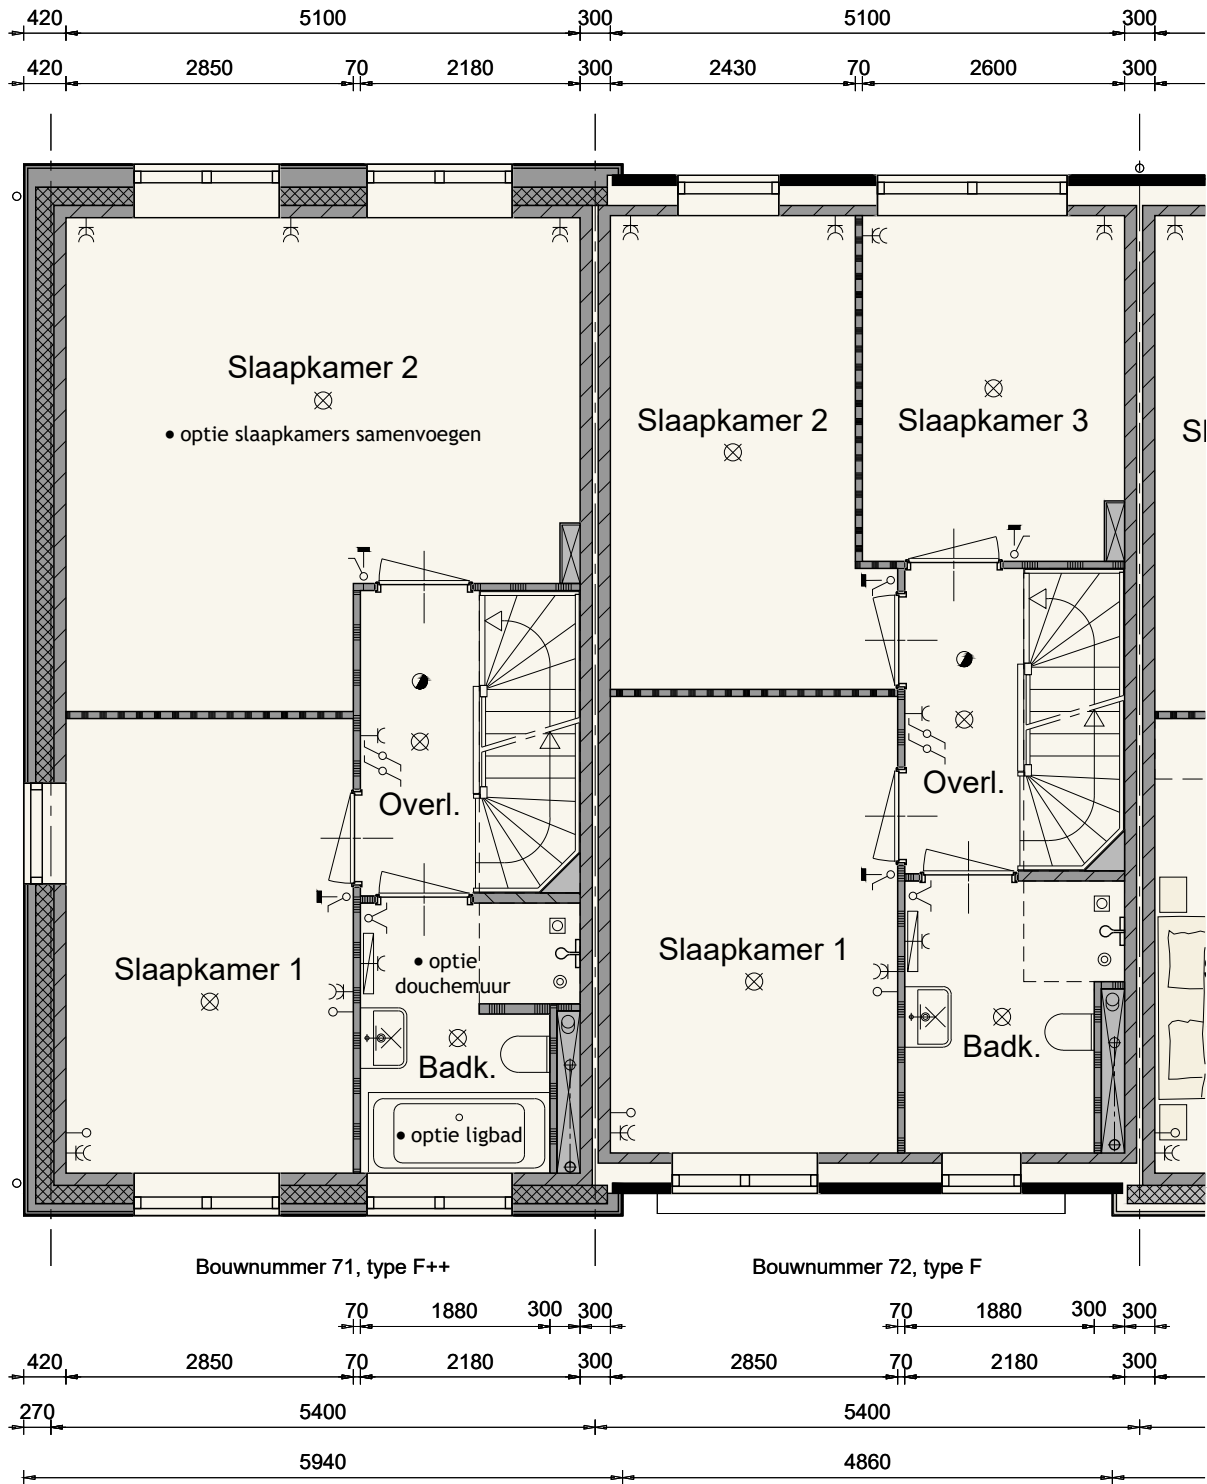 420 5100 300 5100 300
420 2850 70 2180 300 2430 70 2600 300
Slaapkamer 2
• optie slaapkamers samenvoegen
Slaapkamer 2
Slaapkamer 3
Overl.
Overl.
Slaapkamer 1
• optie
douchemuur
Slaapkamer 1
Badk.
Badk.
• optie ligbad
Bouwnummer 71, type F++
Bouwnummer 72, type F
70 1880 300 300 70 1880 300 300
420 2850 70 2180 300 2850 70 2180 300
270 5400 5400
5940 4860